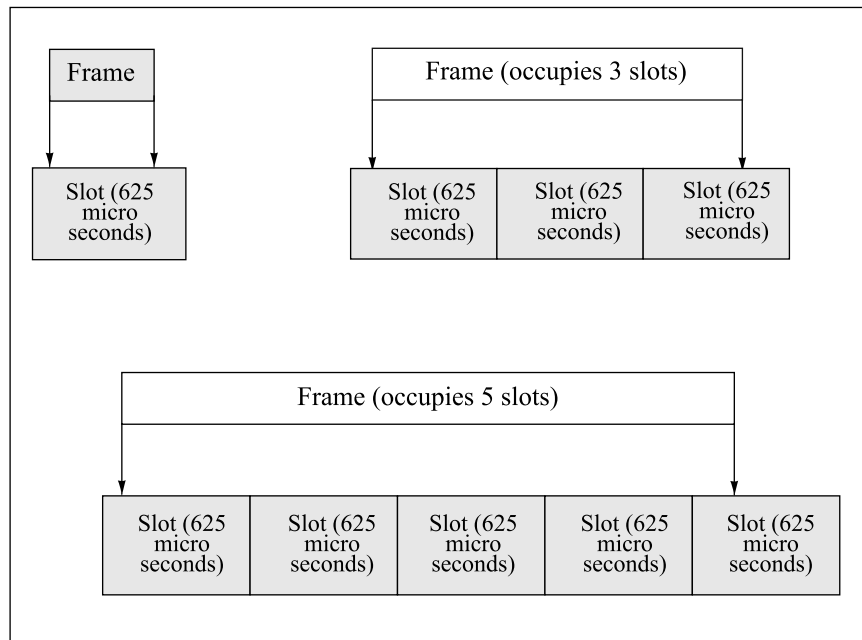 Frame
Slot (625
micro
seconds)
Frame (occupies 3 slots)
Slot (625
micro
seconds)
Slot (625
micro
seconds)
Slot (625
micro
seconds)
Frame (occupies 5 slots)
Slot (625
micro
seconds)
Slot (625
micro
seconds)
Slot (625
micro
seconds)
Slot (625
micro
seconds)
Slot (625
micro
seconds)